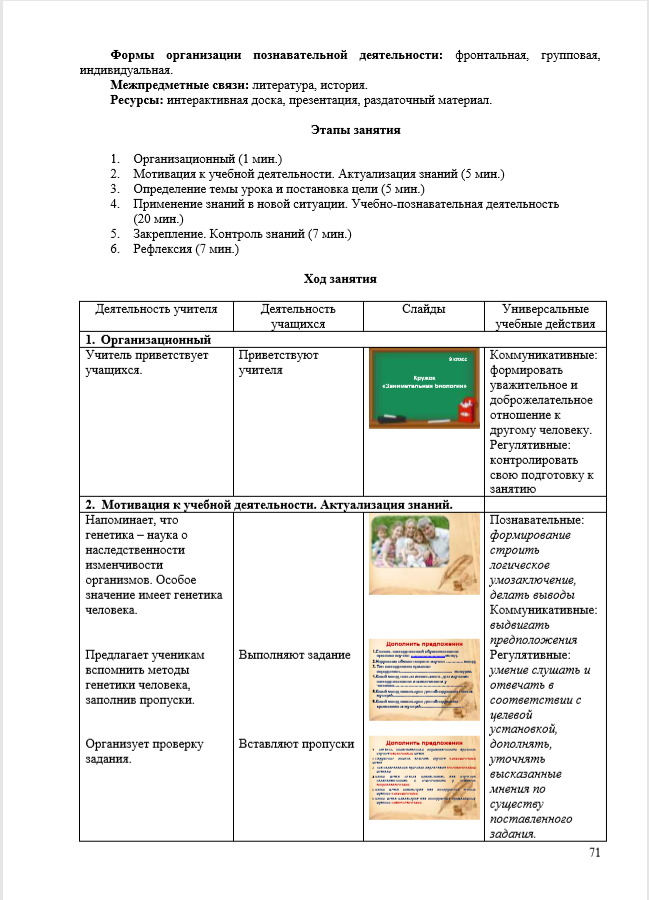 Формы организации познавательной деятельности: фронтальная, групповая,
индивидуальная.
Межпредметные связи: литература, история.
Ресурсы: интерактивная доска, презентация, раздаточный материал.
Этапы занятия
1. Организационный (1 мин.)
2. Мотивация к учебной деятельности. Актуализация знаний (5 мин.)
3. Определение темы урока и постановка цели (5 мин.)
4. Применение знаний в новой ситуации. Учебно-познавательная деятельность
(20 мин.)
5. Закрепление. Контроль знаний (7 мин.)
6. Рефлексия (7 мин.)
Ход занятия
Деятельность учителя
Деятельность
учащихся
Слайды
Универсальные
учебные действия
1. Организационный
Учитель приветствует
учащихся.
Приветствуют
учителя
9 класс
Кружок
«Занимательная биология»
Коммуникативные:
формировать
уважительное и
доброжелательное
отношение к
другому человеку.
Регулятивные:
контролировать
свою подготовку к
занятию
2. Мотивация к учебной деятельности. Актуализация знаний.
Напоминает, что
генетика – наука о
наследственности
изменчивости
организмов. Особое
значение имеет генетика
человека.
Предлагает ученикам
вспомнить методы
генетики человека,
заполнив пропуски.
Выполняют задание
Дополнить предложения
Организует проверку
задания.
Вставляют пропуски
Дополнить предложения
Познавательные:
формирование
строить
логическое
умозаключение,
делать выводы
Коммуникативные:
выдвигать
предположения
Регулятивные:
умение слушать и
отвечать в
соответствии с
целевой
установкой,
дополнять,
уточнять
высказанные
мнения по
существу
поставленного
задания.
71